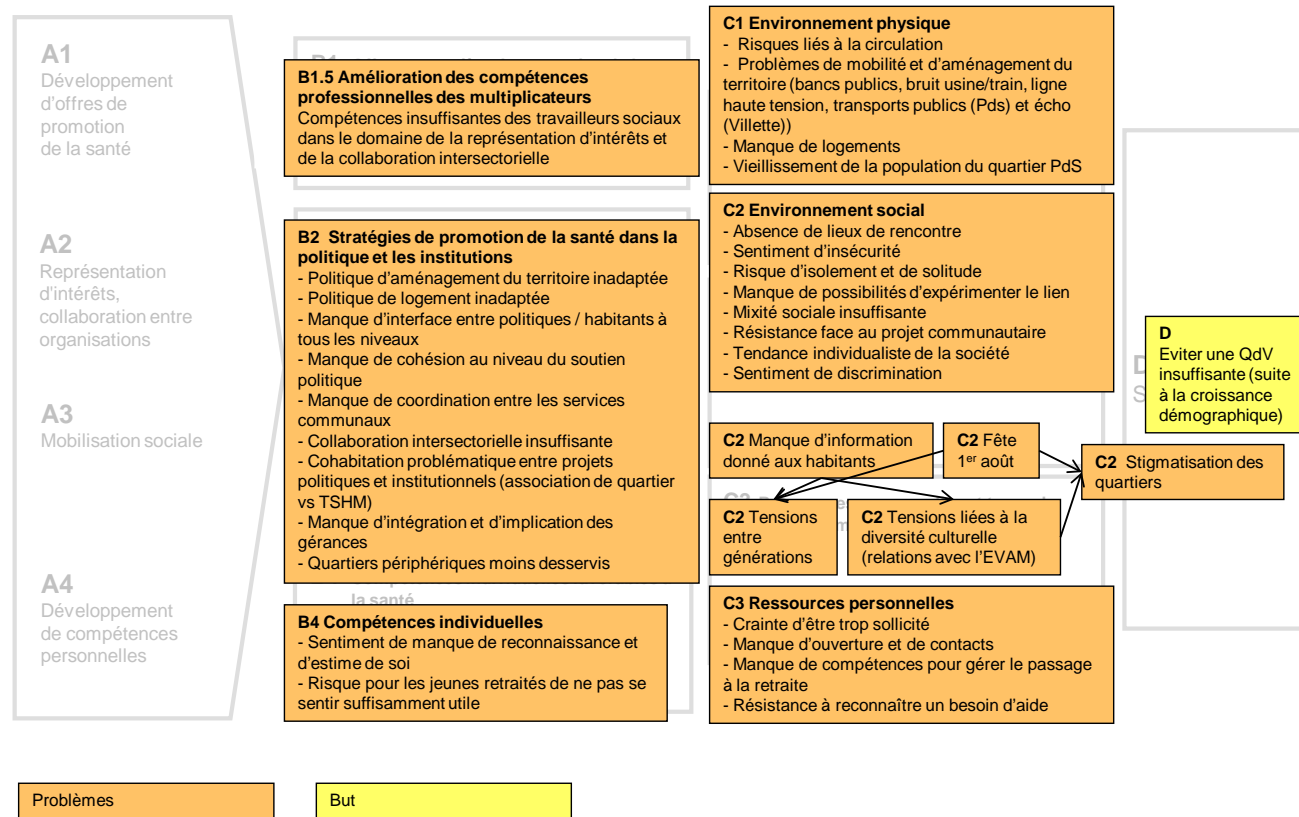 A1
Développement
d'offres de
promotion
de la santé
A2
Représentation
d'intérêts,
collaboration entre
organisations
A3
Mobilisation sociale
A4
Développement
de compétences
personnelles
B1.5 Amélioration des compétences
professionnelles des multiplicateurs
Compétences insuffisantes des travailleurs sociaux
dans le domaine de la représentation d'intérêts et
de la collaboration intersectorielle
B2 Stratégies de promotion de la santé dans la
politique et les institutions
- Politique d'aménagement du territoire inadaptée
- Politique de logement inadaptée
- Manque d'interface entre politiques / habitants à
tous les niveaux
- Manque de cohésion au niveau du soutien
politique
- Manque de coordination entre les services
communaux
- Collaboration intersectorielle insuffisante
- Cohabitation problématique entre projets
politiques et institutionnels (association de quartier
vs TSHM)
- Manque d'intégration et d'implication des
gérances
- Quartiers périphériques moins desservis
la santé
B4 Compétences individuelles
- Sentiment de manque de reconnaissance et
d'estime de soi
- Risque pour les jeunes retraités de ne pas se
sentir suffisamment utile
C1 Environnement physique
- Risques liés à la circulation
- Problèmes de mobilité et d'aménagement du
territoire (bancs publics, bruit usine/train, ligne
haute tension, transports publics (Pds) et écho
(Villette))
- Manque de logements
- Vieillissement de la population du quartier PdS
C2 Environnement social
- Absence de lieux de rencontre
- Sentiment d'insécurité
- Risque d'isolement et de solitude
- Manque de possibilités d'expérimenter le lien
- Mixité sociale insuffisante
- Résistance face au projet communautaire
- Tendance individualiste de la société
- Sentiment de discrimination
C2 Manque d'information
donné aux habitants
C2 Fête
1er août
C2 Stigmatisation des
quartiers
C2 Tensions
entre
générations
C2 Tensions liées à la
diversité culturelle
(relations avec l'EVAM)
C3 Ressources personnelles
- Crainte d'être trop sollicité
- Manque d'ouverture et de contacts
- Manque de compétences pour gérer le passage
à la retraite
- Résistance à reconnaître un besoin d'aide
D
Eviter une QdV
insuffisante (suite
à la croissance
démographique)
Problèmes
But